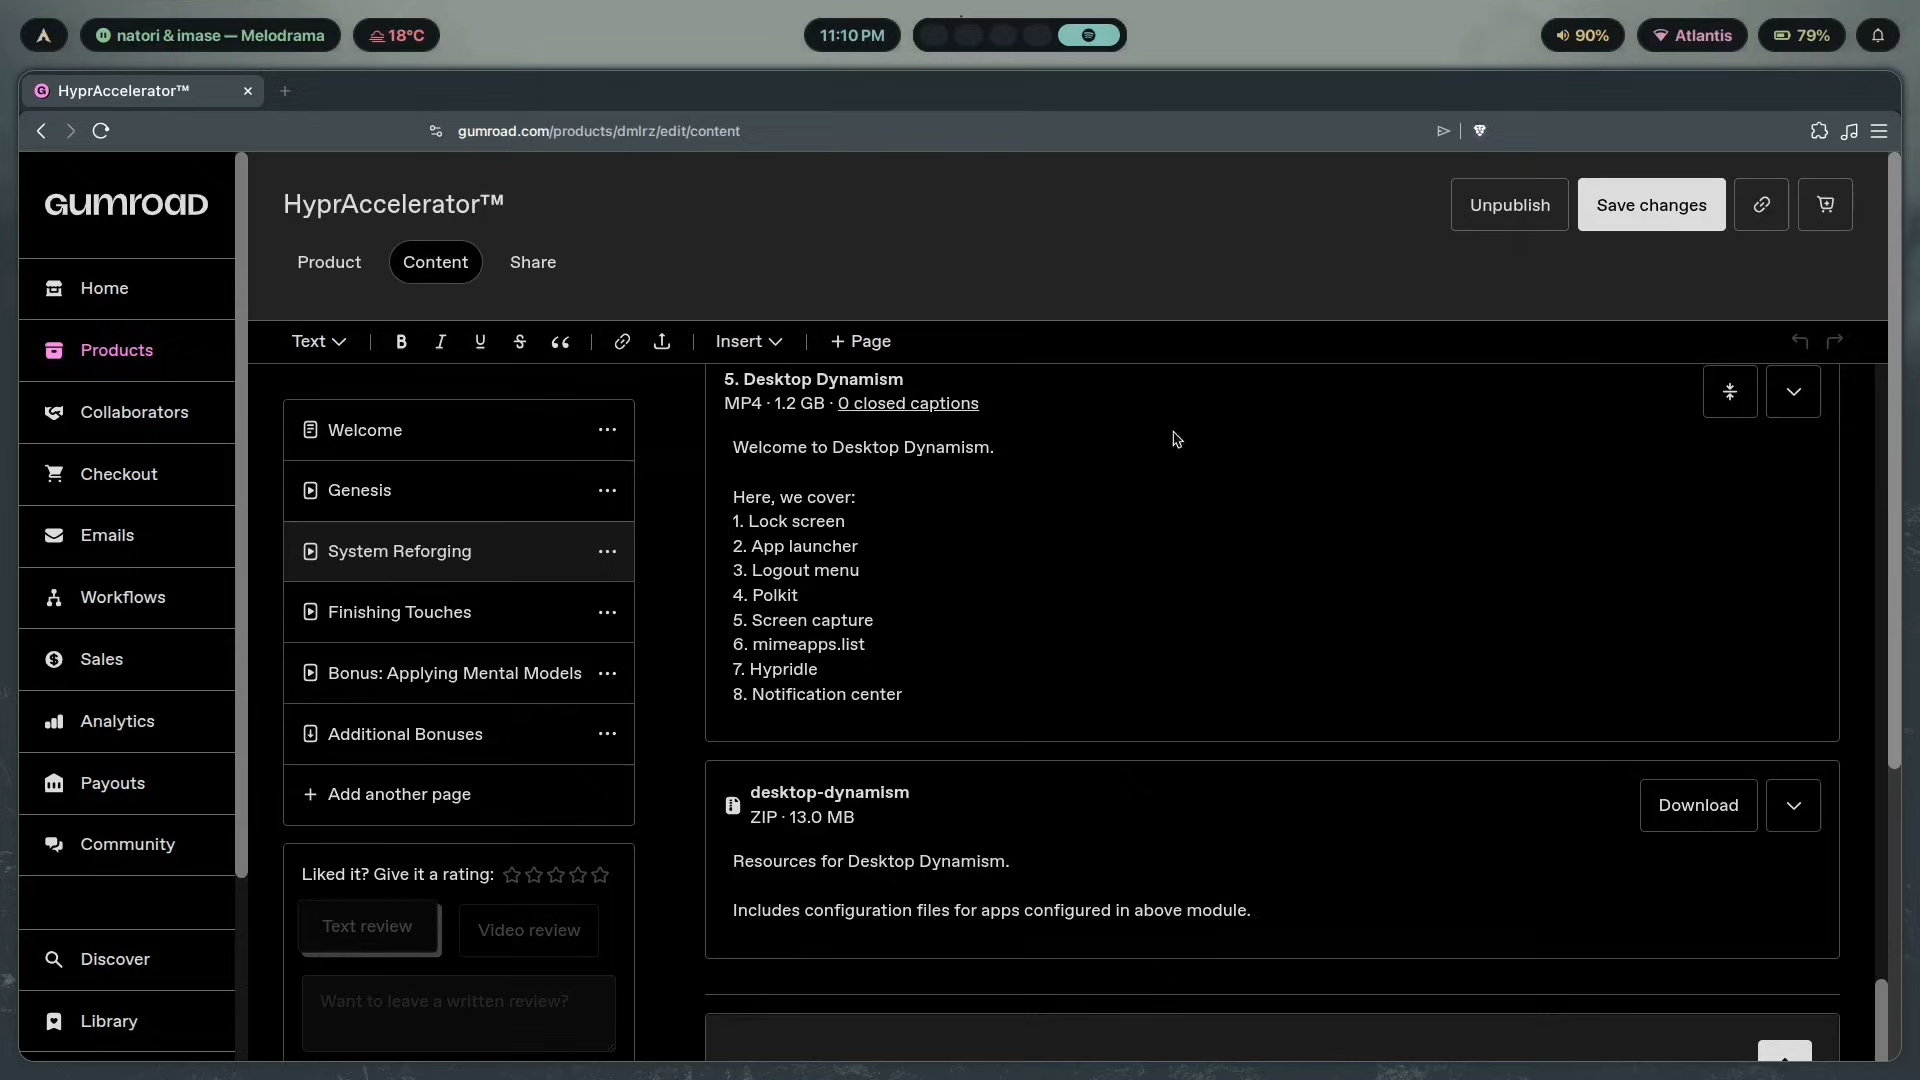 natori & imase — Melodrama
18°C
11:10 PM
90%
Atlantis
79%
HyprAccelerator™
gumroad.com/products/dmlrz/edit/content
GUMROAD
Home
Products
Collaborators
Checkout
Emails
Workflows
Sales
Analytics
Payouts
Community
Discover
Library
HyprAccelerator™
Unpublish
Save changes
Product
Content
Share
Text
B
I
U
S
Insert
+ Page
Welcome
Genesis
System Reforging
Finishing Touches
Bonus: Applying Mental Models
Additional Bonuses
+ Add another page
Liked it? Give it a rating:
Text review
Video review
Want to leave a written review?
5. Desktop Dynamism
MP4 · 1.2 GB · 0 closed captions
Welcome to Desktop Dynamism.
Here, we cover:
1. Lock screen
2. App launcher
3. Logout menu
4. Polkit
5. Screen capture
6. mimeapps.list
7. Hypridle
8. Notification center
desktop-dynamism
ZIP · 13.0 MB
Download
Resources for Desktop Dynamism.
Includes configuration files for apps configured in above module.